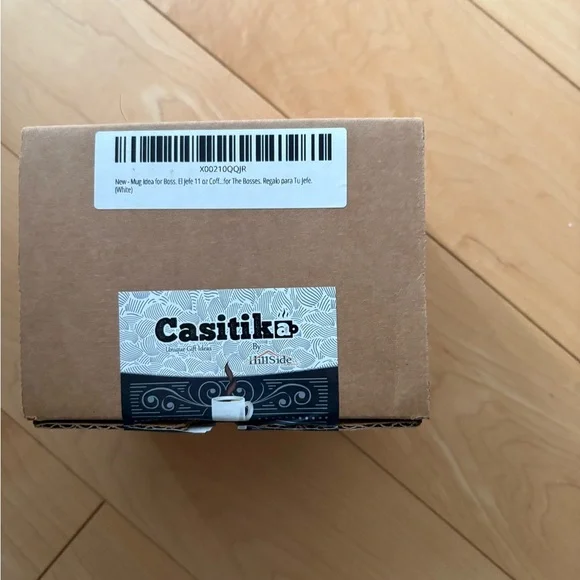 X00210QQJR
New - Mug Idea for Boss. El Jefe 11 oz Coff...for The Bosses. Regalo para Tu Jefe.
(White)
Casitika
Unique Gift Ideas
By
HillSide